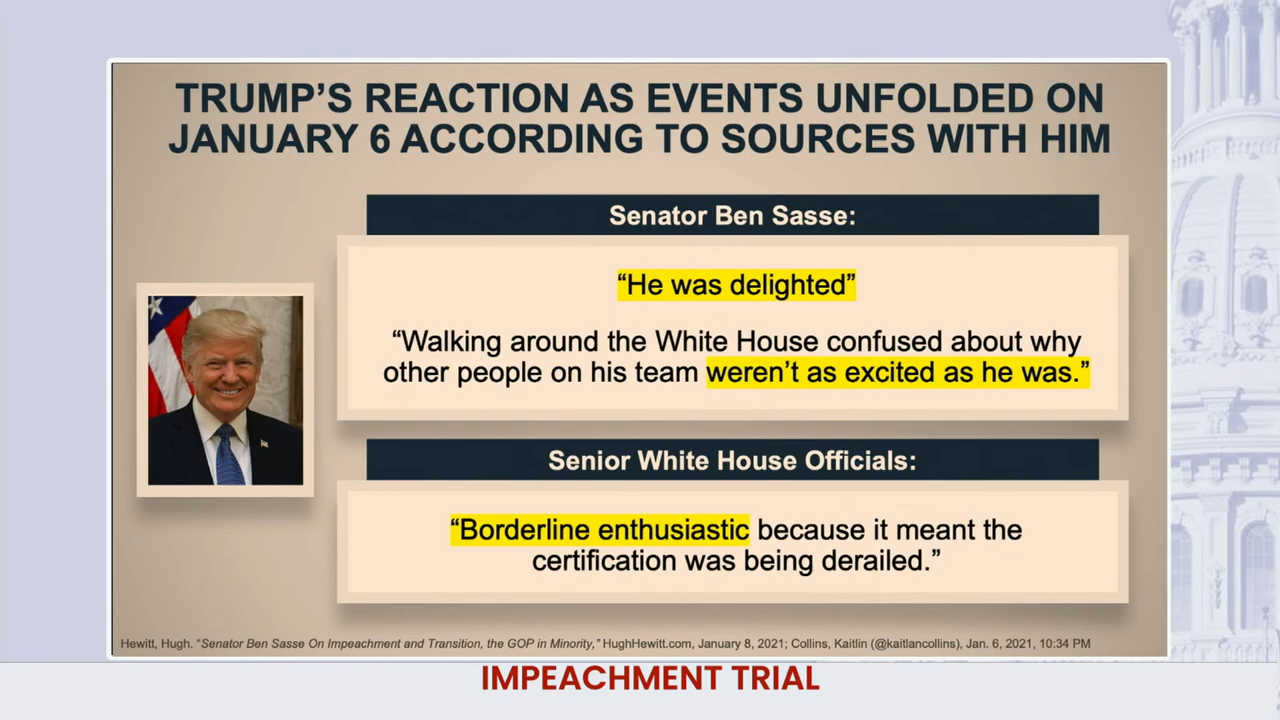 TRUMP’S REACTION AS EVENTS UNFOLDED ON
JANUARY 6 ACCORDING TO SOURCES WITH HIM
Senator Ben Sasse:
“He was delighted”
“Walking around the White House confused about why
other people on his team weren’t as excited as he was.”
Senior White House Officials:
“Borderline enthusiastic because it meant the
certification was being derailed.”
Hewitt, Hugh. “Senator Ben Sasse On Impeachment and Transition, the GOP in Minority,” HughHewitt.com, January 8, 2021; Collins, Kaitlin (@kaitlancollins), Jan. 6, 2021, 10:34 PM
IMPEACHMENT TRIAL